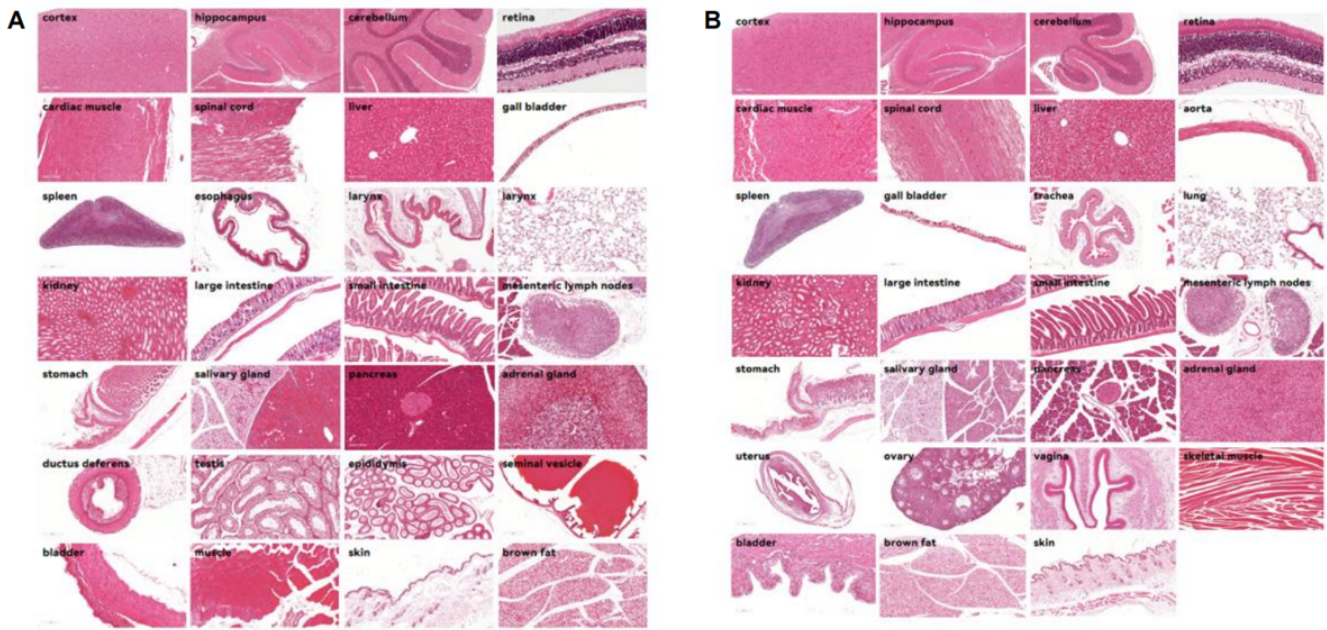 A
cortex hippocampus cerebellum retina
cardiac muscle spinal cord liver gall bladder
spleen esophagus larynx larynx
kidney large intestine small intestine mesenteric lymph nodes
stomach salivary gland pancreas adrenal gland
ductus deferens testis epididymis seminal vesicle
bladder muscle skin brown fat
B
cortex hippocampus cerebellum retina
cardiac muscle spinal cord liver aorta
spleen gall bladder trachea lung
kidney large intestine small intestine mesenteric lymph nodes
stomach salivary gland pancreas adrenal gland
uterus ovary vagina skeletal muscle
bladder brown fat skin